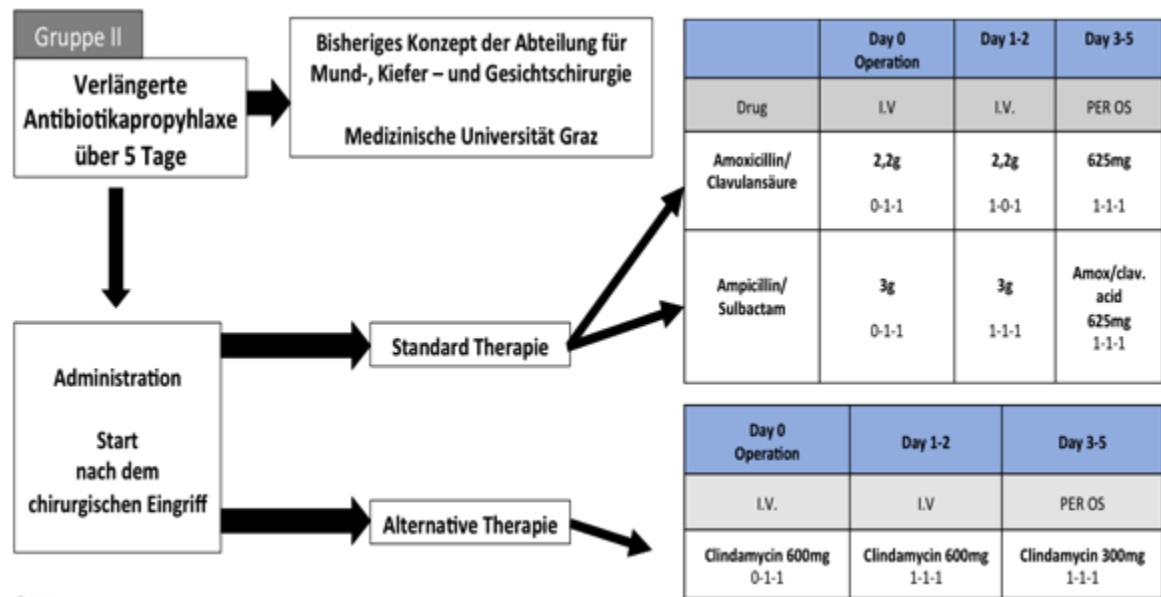 Gruppe II
Verlängerte
Antibiotikapropyhlaxe
über 5 Tage
Bisheriges Konzept der Abteilung für
Mund-, Kiefer – und Gesichtschirurgie
Medizinische Universität Graz
Administration
Start
nach dem
chirurgischen Eingriff
Standard Therapie
Alternative Therapie
Day 0
Operation
Day 1-2
Day 3-5
Drug
I.V
I.V.
PER OS
Amoxicillin/
Clavulansäure
2,2g
0-1-1
2,2g
1-0-1
625mg
1-1-1
Ampicillin/
Sulbactam
3g
0-1-1
3g
1-1-1
Amox/clav.
acid
625mg
1-1-1
Day 0
Operation
Day 1-2
Day 3-5
I.V.
I.V
PER OS
Clindamycin 600mg
0-1-1
Clindamycin 600mg
1-1-1
Clindamycin 300mg
1-1-1